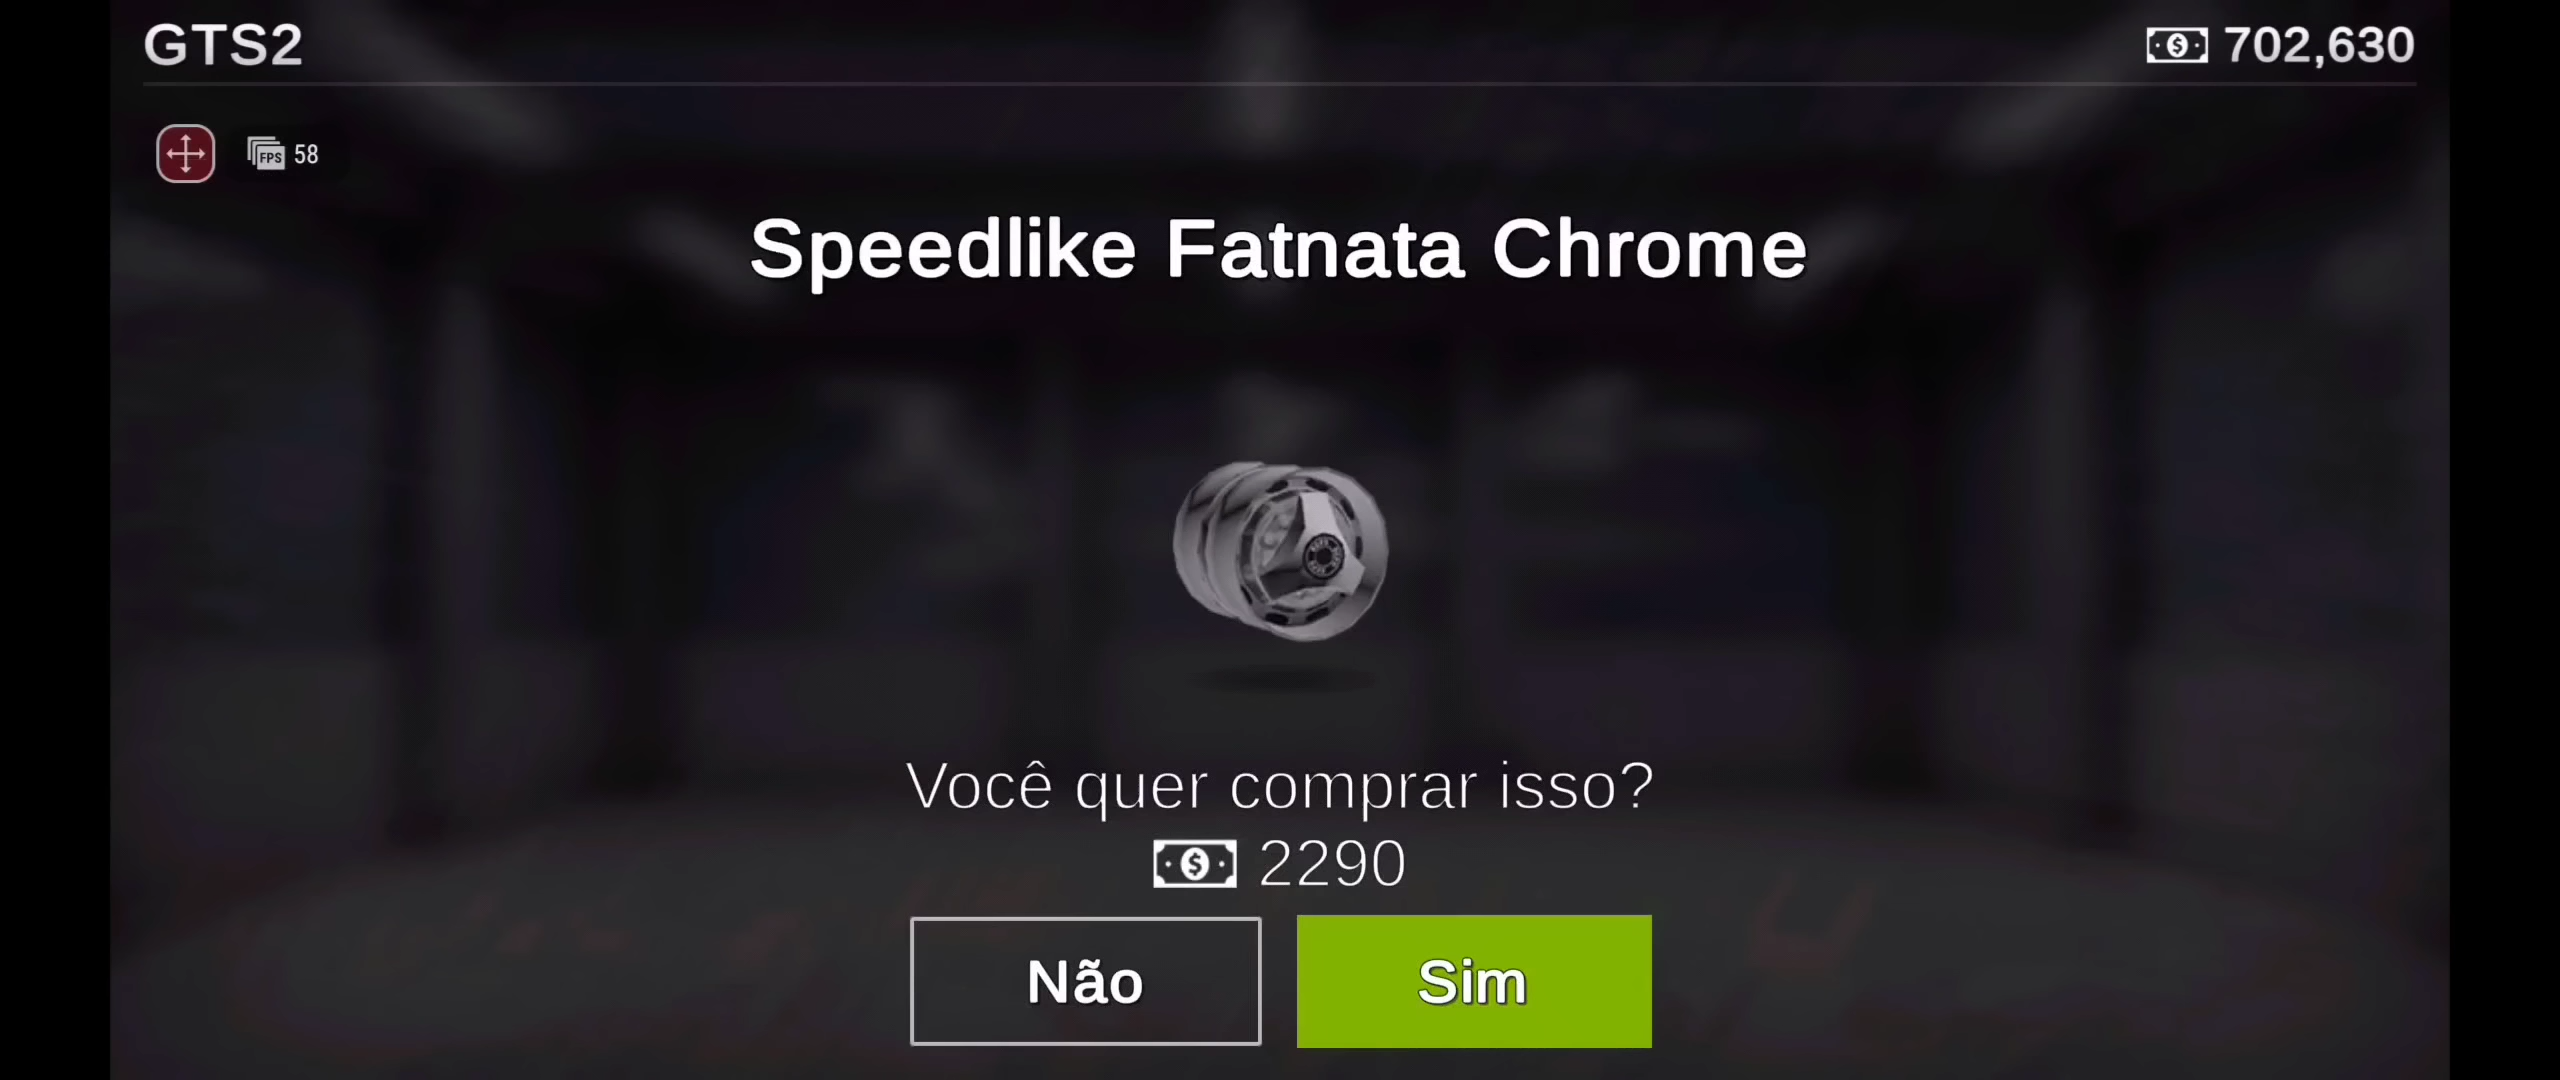 GTS2
702,630
FPS 58
Speedlike Fatnata Chrome
Você quer comprar isso?
2290
Não
Sim